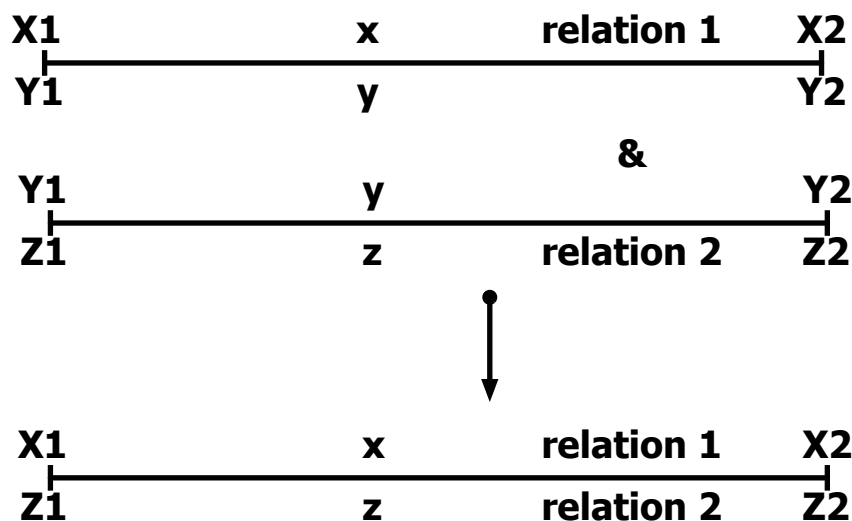 X1 x relation 1 X2
Y1 y Y2
&
Y1 y Y2
Z1 z relation 2 Z2
X1 x relation 1 X2
Z1 z relation 2 Z2